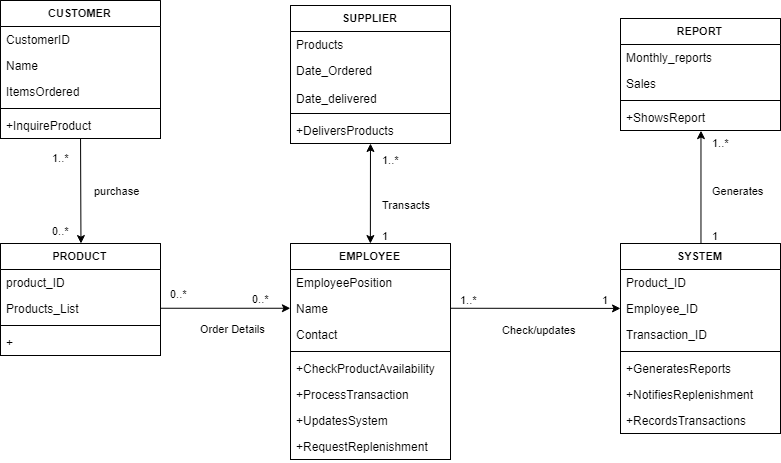 CUSTOMER
CustomerID
Name
ItemsOrdered
+InquireProduct
SUPPLIER
Products
Date_Ordered
Date_delivered
+DeliversProducts
REPORT
Monthly_reports
Sales
+ShowsReport
1..*
purchase
0..*
1..*
Transacts
1
1..*
Generates
1
PRODUCT
product_ID
Products_List
+
0..*
0..*
Order Details
EMPLOYEE
EmployeePosition
Name
Contact
+CheckProductAvailability
+ProcessTransaction
+UpdatesSystem
+RequestReplenishment
1..*
1
Check/updates
SYSTEM
Product_ID
Employee_ID
Transaction_ID
+GeneratesReports
+NotifiesReplenishment
+RecordsTransactions